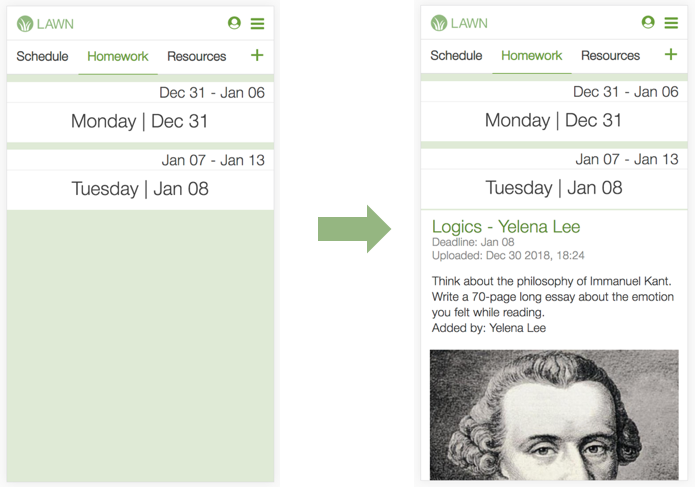 LAWN
Schedule Homework Resources +
Dec 31 - Jan 06
Monday | Dec 31
Jan 07 - Jan 13
Tuesday | Jan 08
LAWN
Schedule Homework Resources +
Dec 31 - Jan 06
Monday | Dec 31
Jan 07 - Jan 13
Tuesday | Jan 08
Logics - Yelena Lee
Deadline: Jan 08
Uploaded: Dec 30 2018, 18:24
Think about the philosophy of Immanuel Kant.
Write a 70-page long essay about the emotion
you felt while reading.
Added by: Yelena Lee